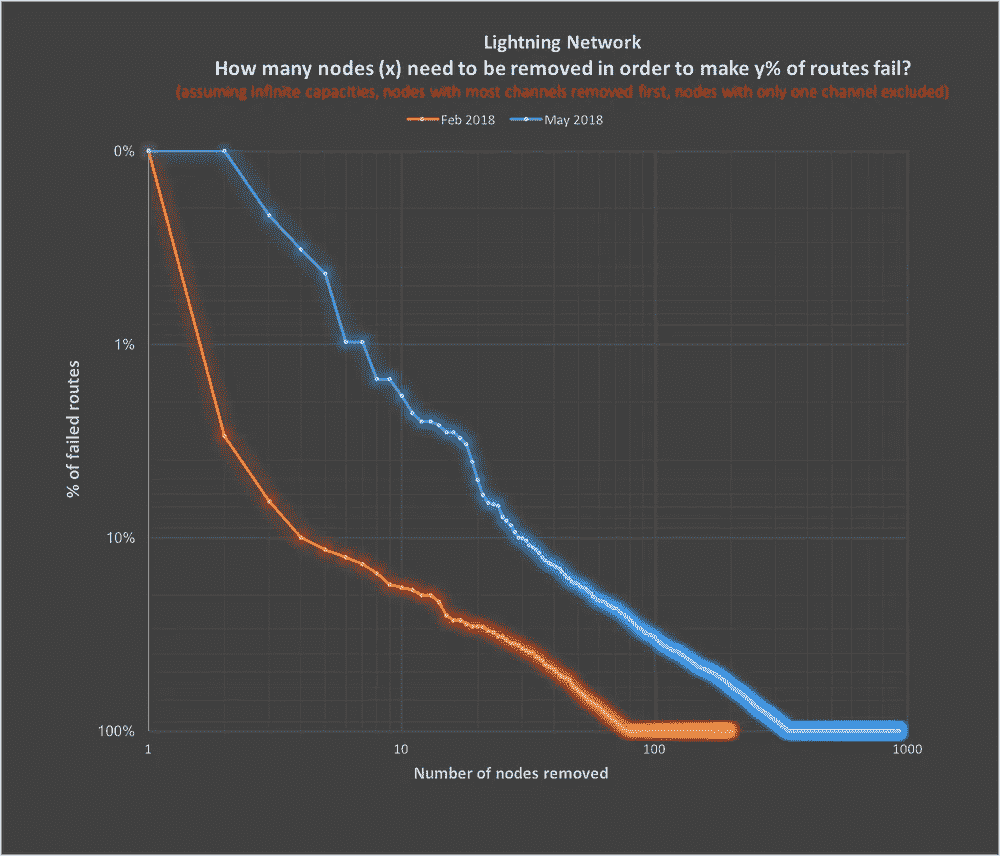 Lightning Network
How many nodes (x) need to be removed in order to make y% of routes fail?
(assuming infinite capacities, nodes with most channels removed first, nodes with only one channel excluded)
Feb 2018 May 2018
0%
1%
10%
100%
% of failed routes
1 10 100 1000
Number of nodes removed